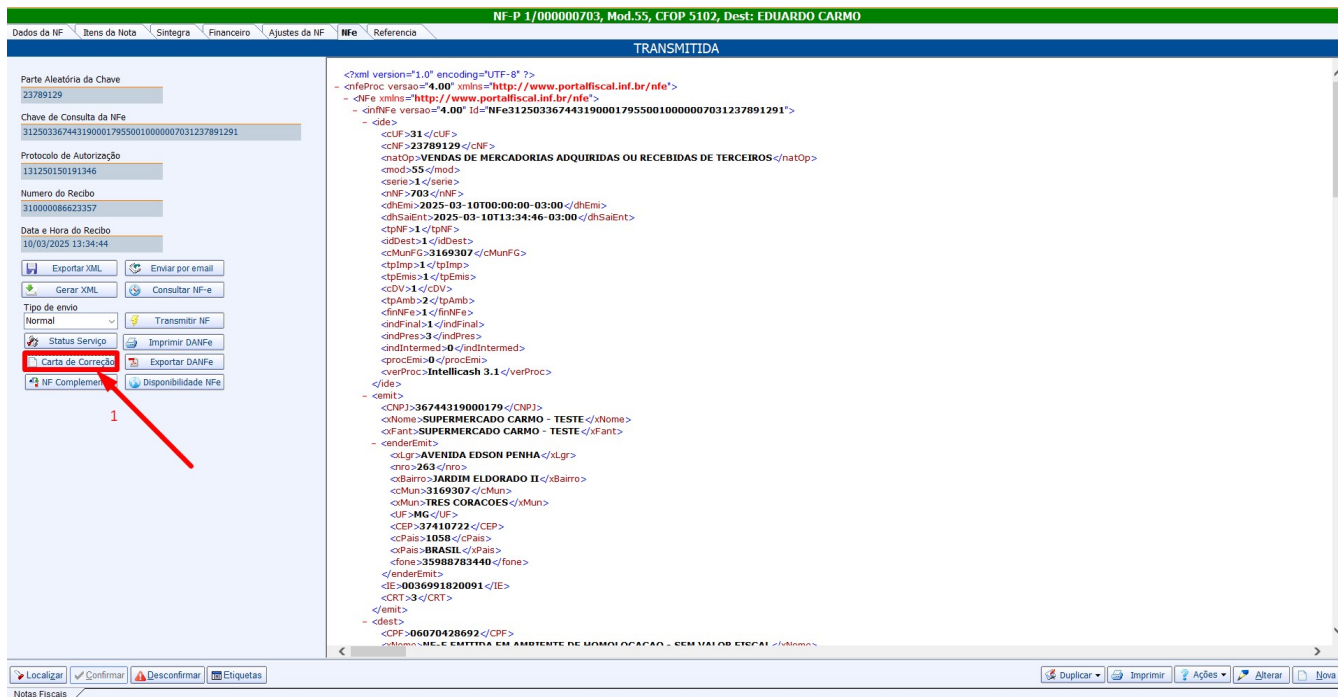 NF-P 1/000000703, Mod.55, CFOP 5102, Dest: EDUARDO CARMO
Dados da NF Itens da Nota Sintegra Financeiro Ajustes da NF NFe Referencia
TRANSMITIDA
Parte Aleatória da Chave
23789129
Chave de Consulta da NFe
31250336744319000179550010000007031237891291
Protocolo de Autorização
131250150191346
Numero do Recibo
310000086623357
Data e Hora do Recibo
10/03/2025 13:34:44
Exportar XML Enviar por email
Gerar XML Consultar NF-e
Tipo de envio
Normal Transmitir NF
Status Serviço Imprimir DANFe
Carta de Correção Exportar DANFe
NF Complement Disponibilidade NFe
1
<?xml version="1.0" encoding="UTF-8" ?>
- <nfeProc versao="4.00" xmlns="http://www.portalfiscal.inf.br/nfe">
- <NFe xmlns="http://www.portalfiscal.inf.br/nfe">
- <infNFe versao="4.00" Id="NFe31250336744319000179550010000007031237891291">
- <ide>
<cUF>31</cUF>
<cNF>23789129</cNF>
<natOp>VENDAS DE MERCADORIAS ADQUIRIDAS OU RECEBIDAS DE TERCEIROS</natOp>
<mod>55</mod>
<serie>1</serie>
<nNF>703</nNF>
<dhEmi>2025-03-10T00:00:00-03:00</dhEmi>
<dhSaiEnt>2025-03-10T13:34:46-03:00</dhSaiEnt>
<tpNF>1</tpNF>
<idDest>1</idDest>
<cMunFG>3169307</cMunFG>
<tpImp>1</tpImp>
<tpEmis>1</tpEmis>
<cDV>1</cDV>
<tpAmb>2</tpAmb>
<finNFe>1</finNFe>
<indFinal>1</indFinal>
<indPres>3</indPres>
<indIntermed>0</indIntermed>
<procEmi>0</procEmi>
<verProc>Intellicash 3.1</verProc>
</ide>
- <emit>
<CNPJ>36744319000179</CNPJ>
<xNome>SUPERMERCADO CARMO - TESTE</xNome>
<xFant>SUPERMERCADO CARMO - TESTE</xFant>
- <enderEmit>
<xLgr>AVENIDA EDSON PENHA</xLgr>
<nro>263</nro>
<xBairro>JARDIM ELDORADO II</xBairro>
<cMun>3169307</cMun>
<xMun>TRES CORACOES</xMun>
<UF>MG</UF>
<CEP>37410722</CEP>
<cPais>1058</cPais>
<xPais>BRASIL</xPais>
<fone>35988783440</fone>
</enderEmit>
<IE>0036991820091</IE>
<CRT>3</CRT>
</emit>
- <dest>
<CPF>06070428692</CPF>
<xNome>NF-E EMITIDA EM AMBIENTE DE HOMOLOGACAO - SEM VALOR FISCAL</xNome>
Localizar Confirmar Desconfirmar Etiquetas Duplicar Imprimir Ações Alterar Nova
Notas Fiscais